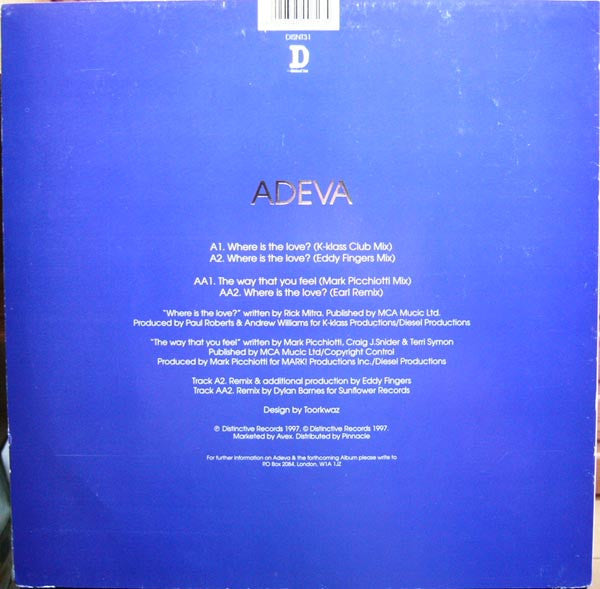 DISNT31
D
ADEVA
A1. Where is the love? (K-klass Club Mix)
A2. Where is the love? (Eddy Fingers Mix)
AA1. The way that you feel (Mark Picchiotti Mix)
AA2. Where is the love? (Earl Remix)
"Where is the love?" written by Rick Mitra. Published by MCA Mucic Ltd.
Produced by Paul Roberts & Andrew Williams for K-klass Productions/Diesel Productions
"The way that you feel" written by Mark Picchiotti, Craig J.Snider & Terri Symon
Published by MCA Mucic Ltd/Copyright Control
Produced by Mark Picchiotti for MARK! Productions Inc./Diesel Productions
Track A2. Remix & additional production by Eddy Fingers
Track AA2. Remix by Dylan Barnes for Sunflower Records
Design by Toorkwaz
℗ Distinctive Records 1997. © Distinctive Records 1997.
Marketed by Avex. Distributed by Pinnacle
For further information on Adeva & the forthcoming Album please write to
PO Box 2084, London, W1A 1JZ